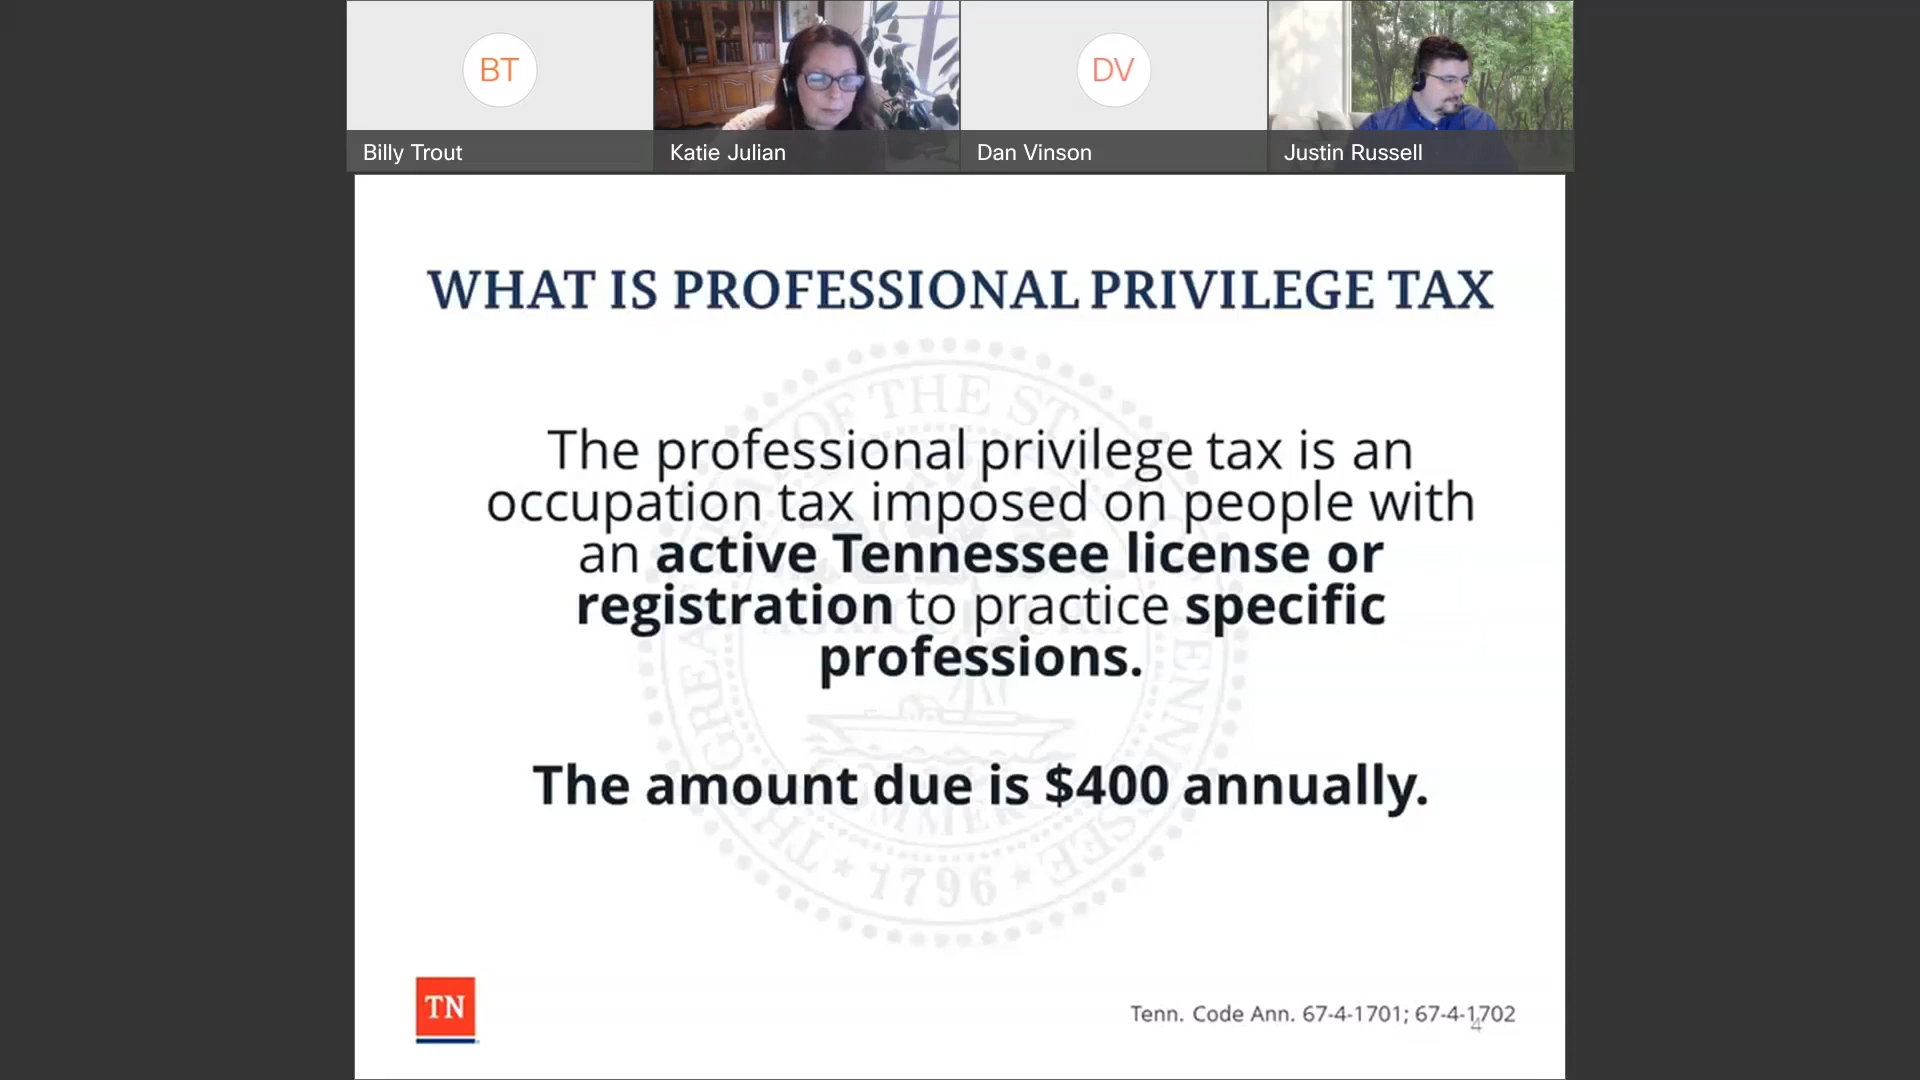 BT
DV
Billy Trout
Katie Julian
Dan Vinson
Justin Russell
WHAT IS PROFESSIONAL PRIVILEGE TAX
The professional privilege tax is an
occupation tax imposed on people with
an active Tennessee license or
registration to practice specific
professions.
The amount due is $400 annually.
1796
TN
Tenn. Code Ann. 67-4-1701; 67-4-1702
4